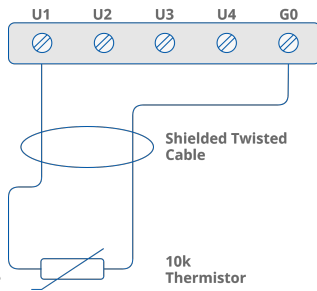 U1 U2 U3 U4 G0
Shielded Twisted
Cable
10k
Thermistor